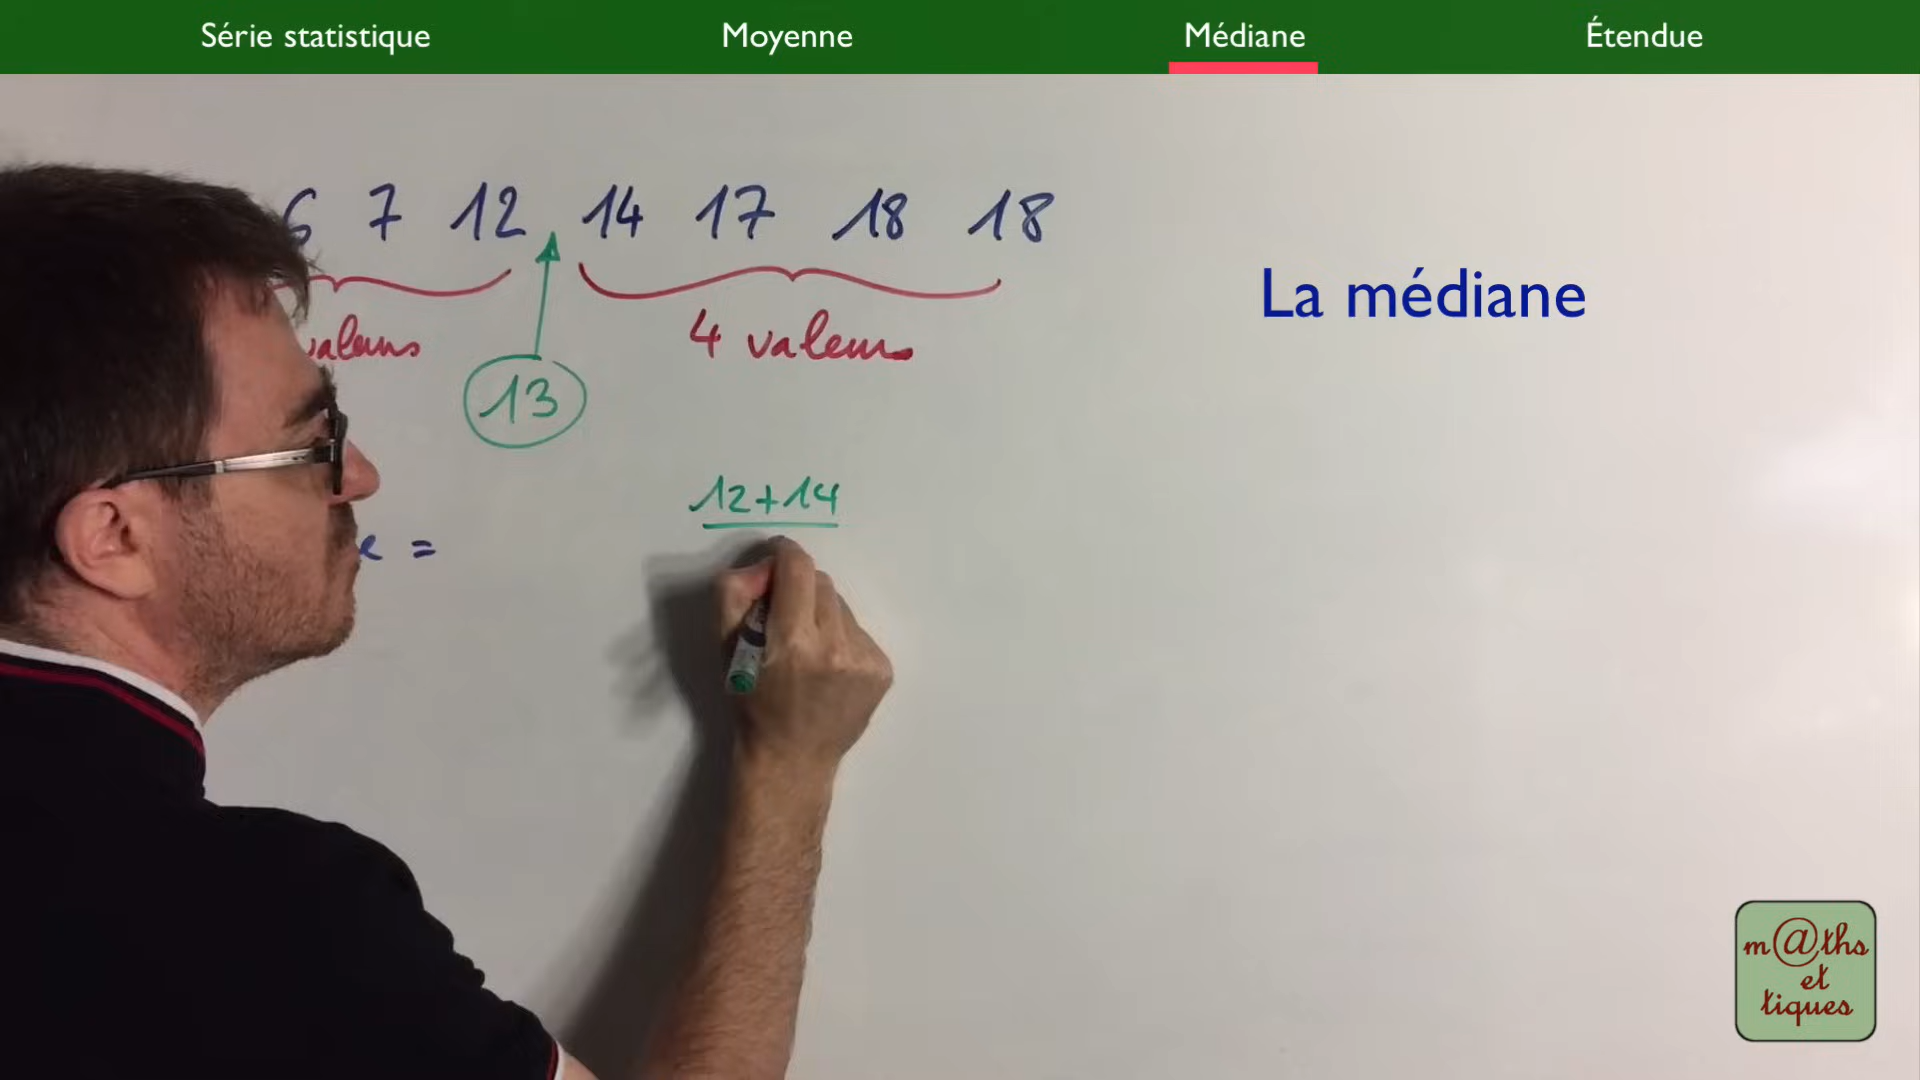 Série statistique Moyenne Médiane Étendue
6 7 12 14 17 18 18
La médiane
4 valeurs
13
12+14
=
m@ths
et
tiques